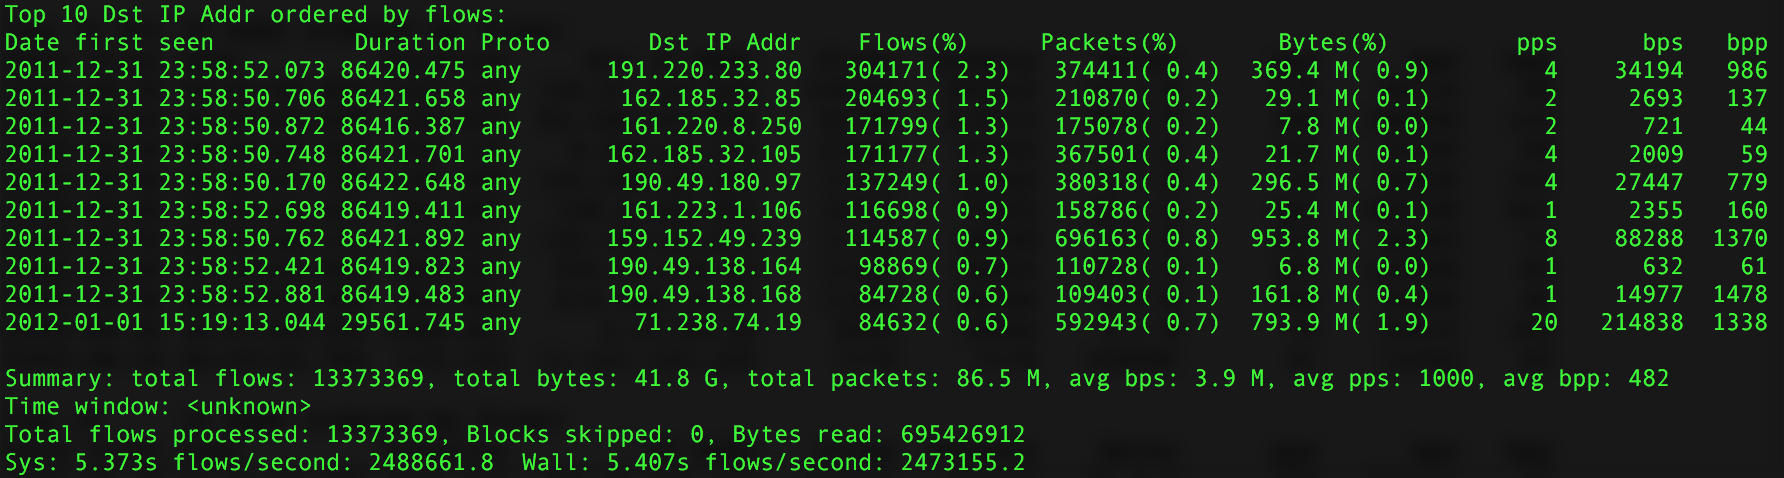 Top 10 Dst IP Addr ordered by flows:
Date first seen          Duration Proto       Dst IP Addr    Flows(%)     Packets(%)       Bytes(%)         pps      bps   bpp
2011-12-31 23:58:52.073 86420.475 any      191.220.233.80   304171( 2.3)   374411( 0.4)  369.4 M( 0.9)        4    34194   986
2011-12-31 23:58:50.706 86421.658 any       162.185.32.85   204693( 1.5)   210870( 0.2)   29.1 M( 0.1)        2     2693   137
2011-12-31 23:58:50.872 86416.387 any       161.220.8.250   171799( 1.3)   175078( 0.2)    7.8 M( 0.0)        2      721    44
2011-12-31 23:58:50.748 86421.701 any      162.185.32.105   171177( 1.3)   367501( 0.4)   21.7 M( 0.1)        4     2009    59
2011-12-31 23:58:50.170 86422.648 any       190.49.180.97   137249( 1.0)   380318( 0.4)  296.5 M( 0.7)        4    27447   779
2011-12-31 23:58:52.698 86419.411 any       161.223.1.106   116698( 0.9)   158786( 0.2)   25.4 M( 0.1)        1     2355   160
2011-12-31 23:58:50.762 86421.892 any      159.152.49.239   114587( 0.9)   696163( 0.8)  953.8 M( 2.3)        8    88288  1370
2011-12-31 23:58:52.421 86419.823 any      190.49.138.164    98869( 0.7)   110728( 0.1)    6.8 M( 0.0)        1      632    61
2011-12-31 23:58:52.881 86419.483 any      190.49.138.168    84728( 0.6)   109403( 0.1)  161.8 M( 0.4)        1    14977  1478
2012-01-01 15:19:13.044 29561.745 any        71.238.74.19    84632( 0.6)   592943( 0.7)  793.9 M( 1.9)       20   214838  1338
Summary: total flows: 13373369, total bytes: 41.8 G, total packets: 86.5 M, avg bps: 3.9 M, avg pps: 1000, avg bpp: 482
Time window: <unknown>
Total flows processed: 13373369, Blocks skipped: 0, Bytes read: 695426912
Sys: 5.373s flows/second: 2488661.8  Wall: 5.407s flows/second: 2473155.2